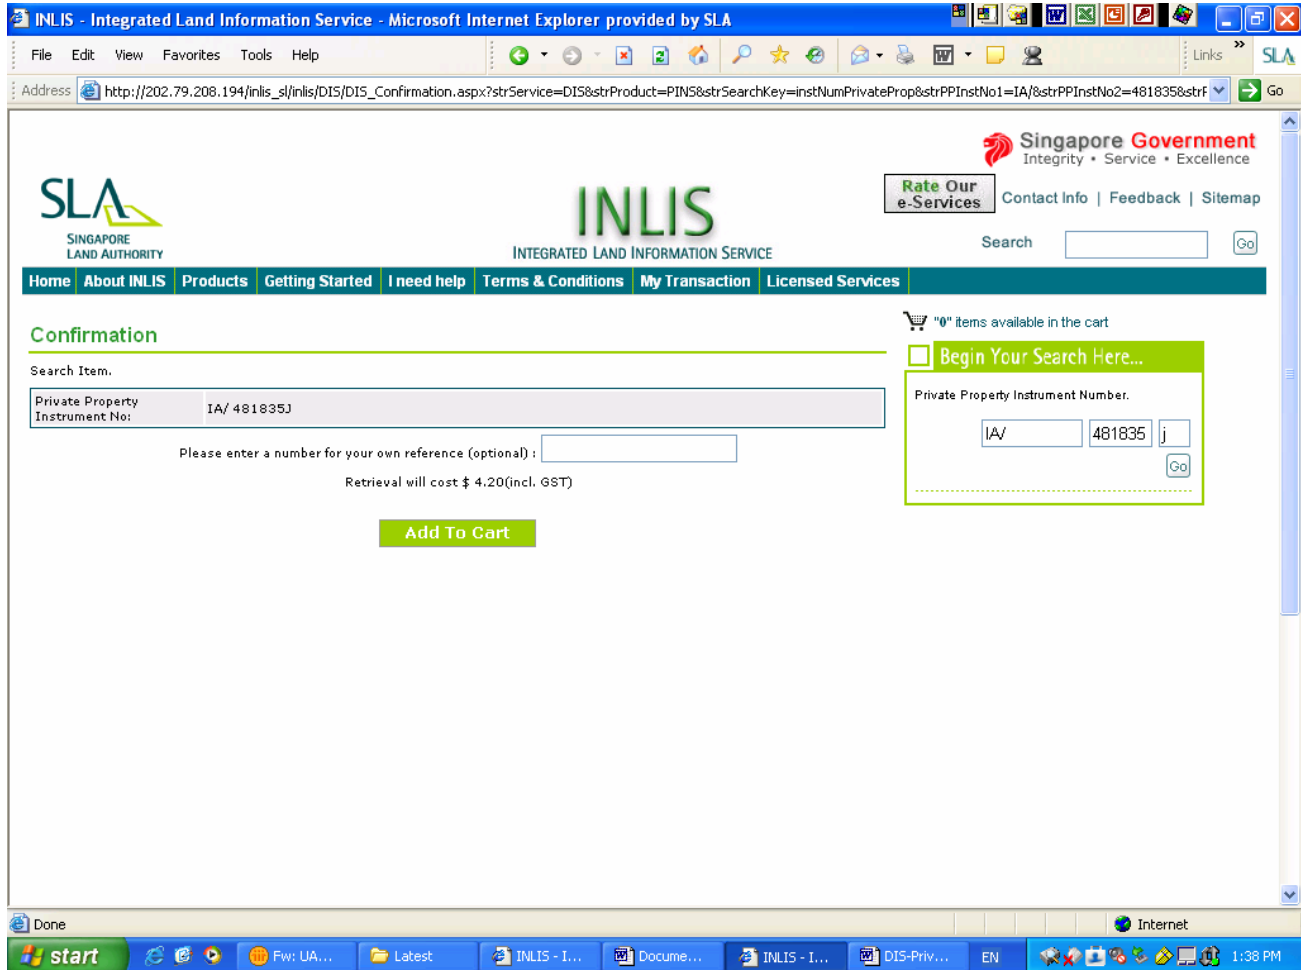 INLIS - Integrated Land Information Service - Microsoft Internet Explorer provided by SLA
File Edit View Favorites Tools Help
Links » SLA
Address http://202.79.208.194/inlis_sl/inlis/DIS/DIS_Confirmation.aspx?strService=DIS&strProduct=PINS&strSearchKey=instNumPrivateProp&strPPInstNo1=IA/&strPPInstNo2=481835&strF Go
Singapore Government
Integrity • Service • Excellence
SLA
SINGAPORE
LAND AUTHORITY
INLIS
INTEGRATED LAND INFORMATION SERVICE
Rate Our
e-Services
Contact Info | Feedback | Sitemap
Search Go
Home About INLIS Products Getting Started I need help Terms & Conditions My Transaction Licensed Services
"0" items available in the cart
Confirmation
Begin Your Search Here...
Search Item.
Private Property
Instrument No: IA/ 481835J
Private Property Instrument Number.
IA/ 481835 j
Go
Please enter a number for your own reference (optional) :
Retrieval will cost $ 4.20(incl. GST)
Add To Cart
Done
Internet
start Fw: UA... Latest INLIS - I... Docume... INLIS - I... DIS-Priv... EN 1:38 PM